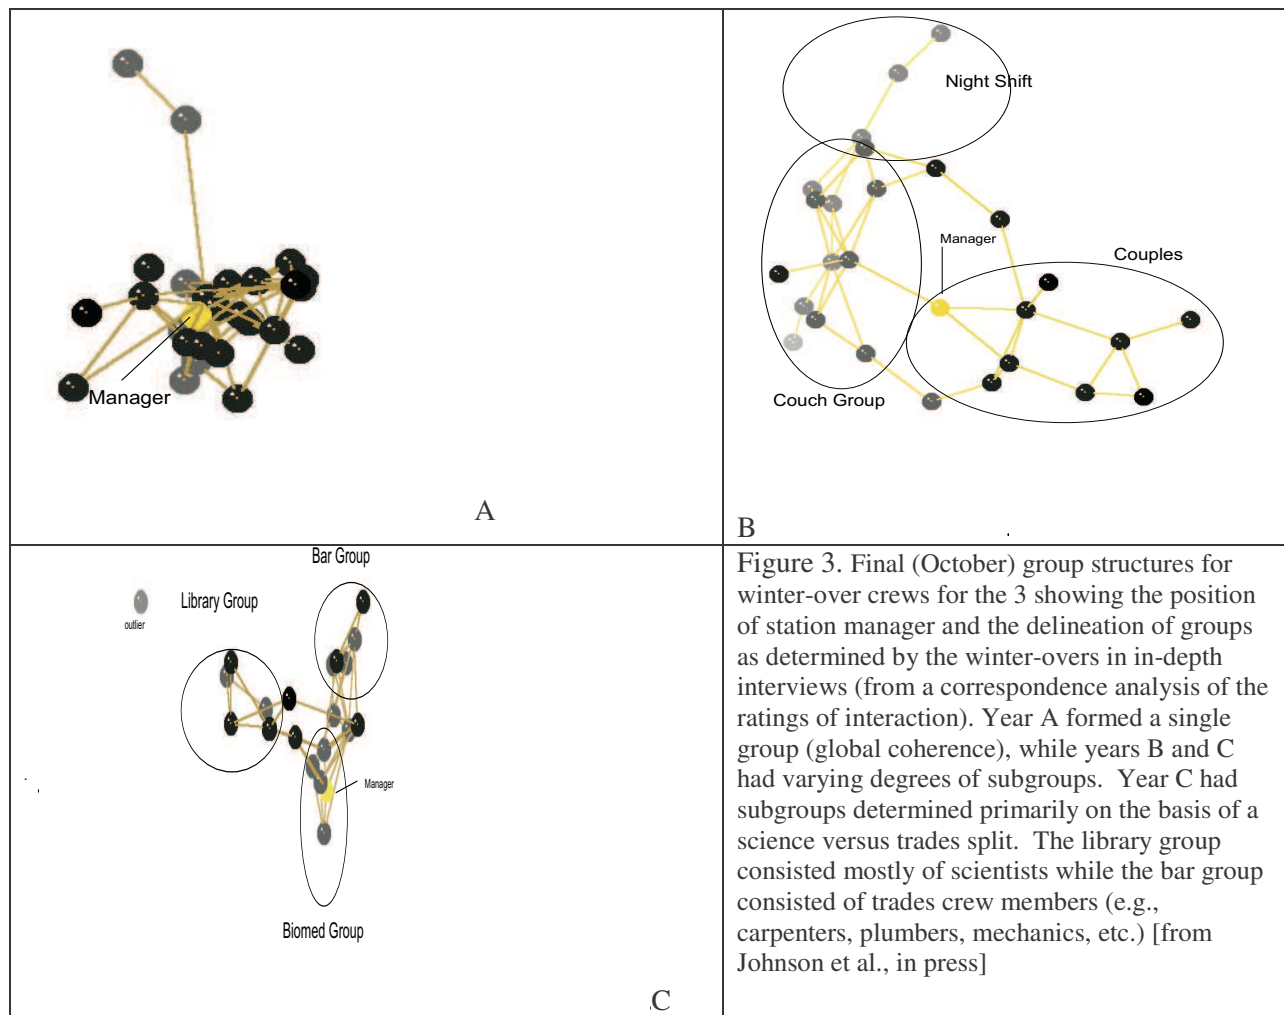 Manager
A
Night Shift
Manager
Couples
Couch Group
B
Bar Group
Library Group
outlier
Manager
Biomed Group
C
Figure 3. Final (October) group structures for
winter-over crews for the 3 showing the position
of station manager and the delineation of groups
as determined by the winter-overs in in-depth
interviews (from a correspondence analysis of the
ratings of interaction). Year A formed a single
group (global coherence), while years B and C
had varying degrees of subgroups.  Year C had
subgroups determined primarily on the basis of a
science versus trades split.  The library group
consisted mostly of scientists while the bar group
consisted of trades crew members (e.g.,
carpenters, plumbers, mechanics, etc.) [from
Johnson et al., in press]